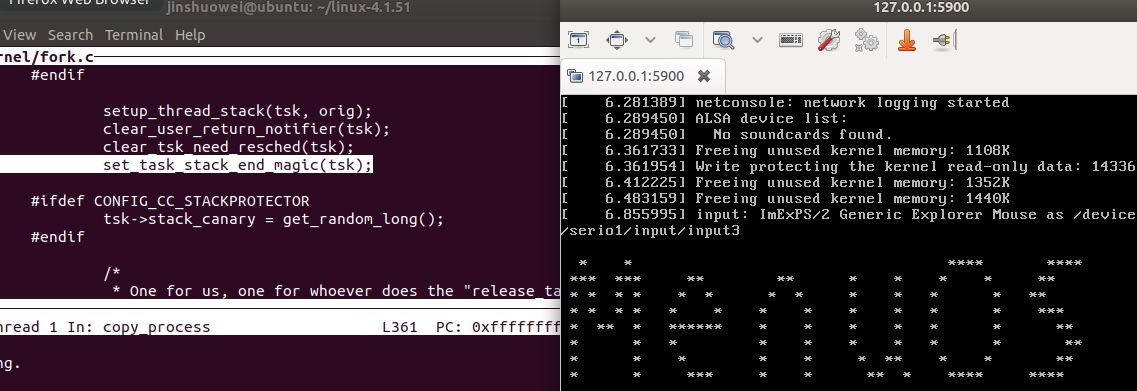 Firefox Web Browser
jinshuowei@ubuntu: ~/linux-4.1.51
View Search Terminal Help
rnel/fork.c
#endif
setup_thread_stack(tsk, orig);
clear_user_return_notifier(tsk);
clear_tsk_need_resched(tsk);
set_task_stack_end_magic(tsk);
#ifdef CONFIG_CC_STACKPROTECTOR
tsk->stack_canary = get_random_long();
#endif
/*
* One for us, one for whoever does the "release_ta
hread 1 In: copy_process L361 PC: 0xffffffff
ng.
127.0.0.1:5900
127.0.0.1:5900
[ 6.281389] netconsole: network logging started
[ 6.289450] ALSA device list:
[ 6.289450] No soundcards found.
[ 6.361733] Freeing unused kernel memory: 1108K
[ 6.361954] Write protecting the kernel read-only data: 14336
[ 6.412225] Freeing unused kernel memory: 1352K
[ 6.483159] Freeing unused kernel memory: 1440K
[ 6.855995] input: ImExPS/2 Generic Explorer Mouse as /device
/serio1/input/input3
MenuOS